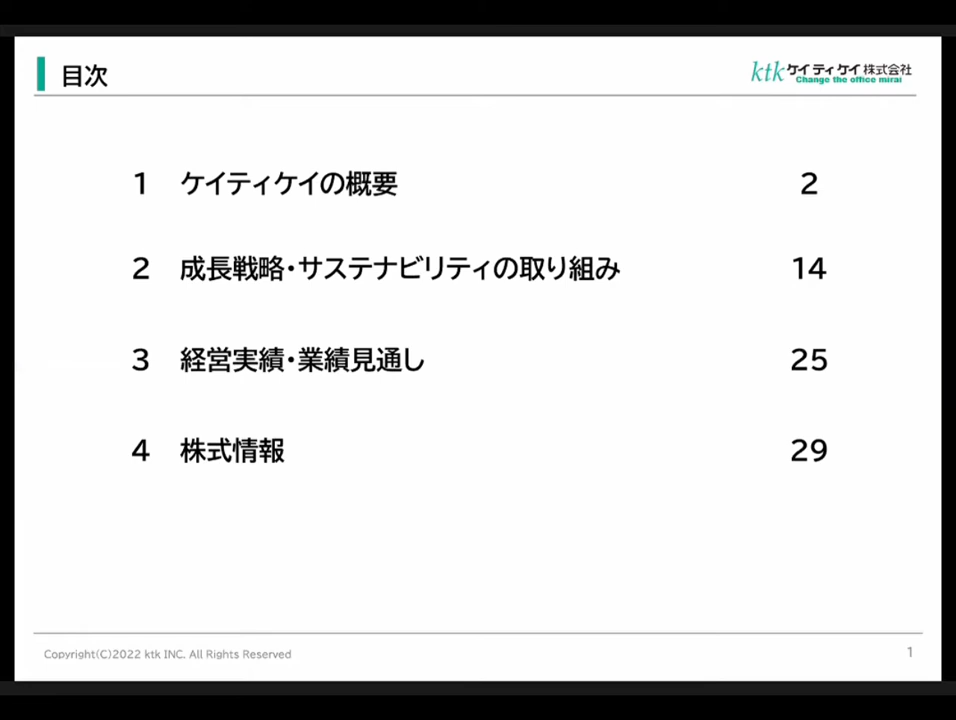 目次
ktk ケイティケイ株式会社
Change the office mirai
1 ケイティケイの概要 2
2 成長戦略・サステナビリティの取り組み 14
3 経営実績・業績見通し 25
4 株式情報 29
Copyright(C)2022 ktk INC. All Rights Reserved
1